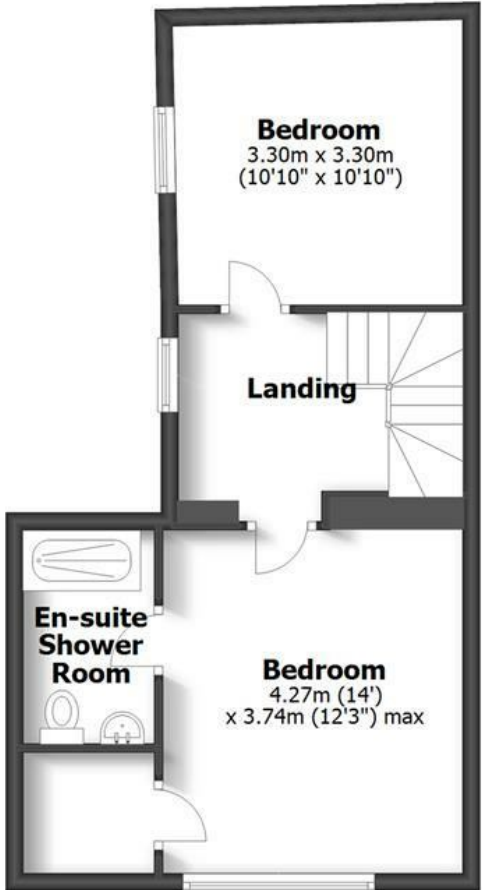 Bedroom
3.30m x 3.30m
(10'10" x 10'10")
Landing
En-suite
Shower
Room
Bedroom
4.27m (14')
x 3.74m (12'3") max